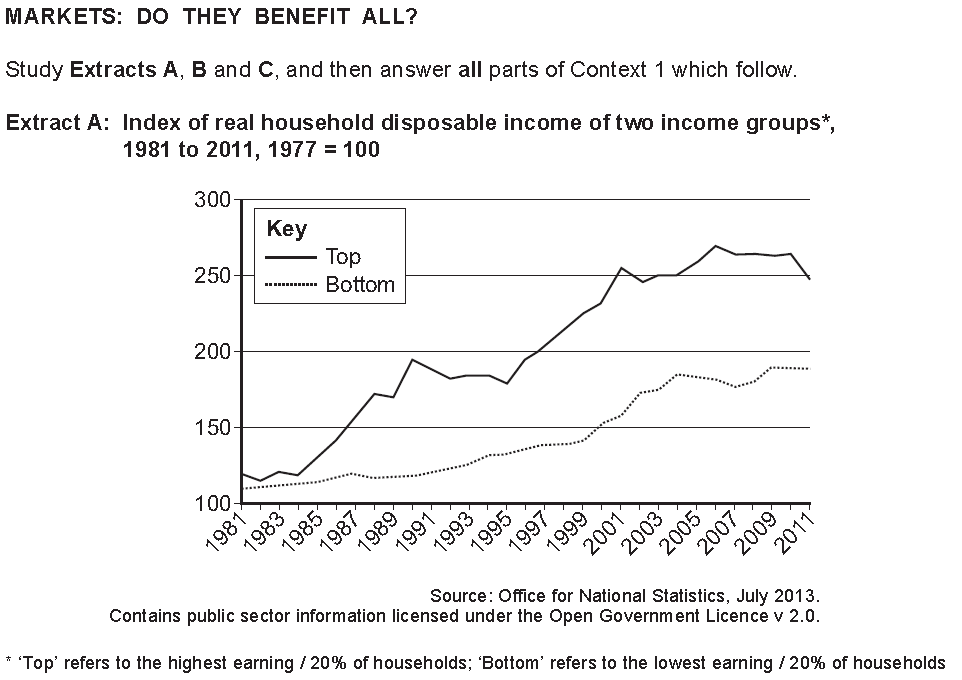 MARKETS: DO THEY BENEFIT ALL?
Study Extracts A, B and C, and then answer all parts of Context 1 which follow.
Extract A: Index of real household disposable income of two income groups*,
1981 to 2011, 1977 = 100
300
250
200
150
100
Key
Top
Bottom
1981
1983
1985
1987
1989
1991
1993
1995
1997
1999
2001
2003
2005
2007
2009
2011
Source: Office for National Statistics, July 2013.
Contains public sector information licensed under the Open Government Licence v 2.0.
* ‘Top’ refers to the highest earning / 20% of households; ‘Bottom’ refers to the lowest earning / 20% of households